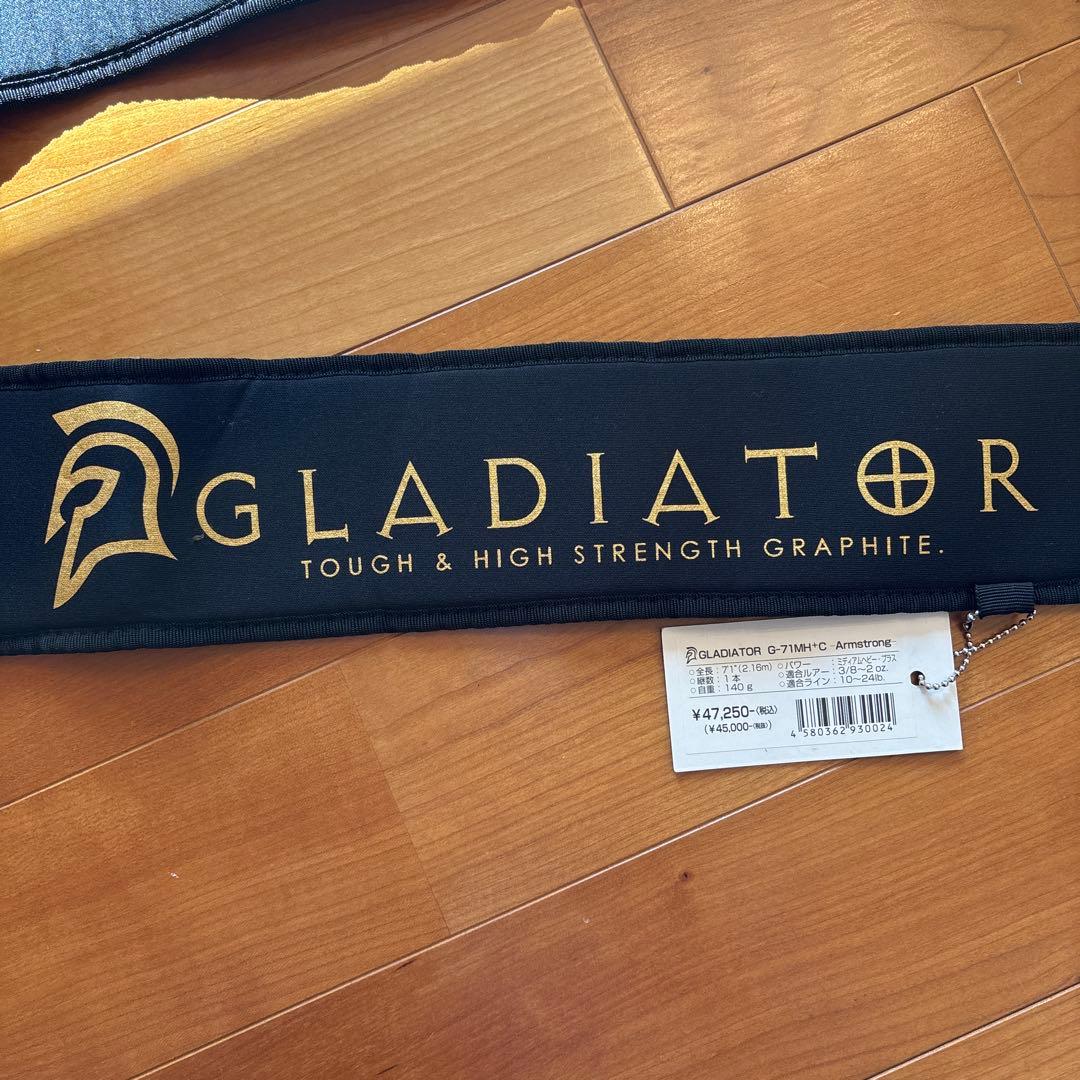 GLADIATOR
TOUGH & HIGH STRENGTH GRAPHITE.
GLADIATOR G-71MH+C -Armstrong-
○全長：7'1"(2.16m) ○パワー：ミディアムヘビー・プラス
○継数：1本 ○適合ルアー：3/8〜2 oz.
○自重：140g ○適合ライン：10〜24lb.
¥47,250-(税込)
(¥45,000-(税抜))
4 580362 930024